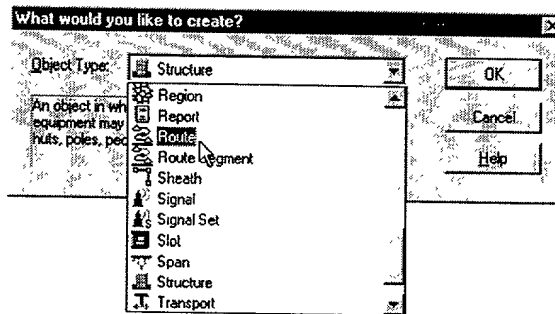 What would you like to create?
Object Type:
Structure
OK
An object in wh
equipment may
huts, poles, ped
Cancel
Help
Region
Report
Route
Route Segment
Sheath
Signal
Signal Set
Slot
Span
Structure
Transport